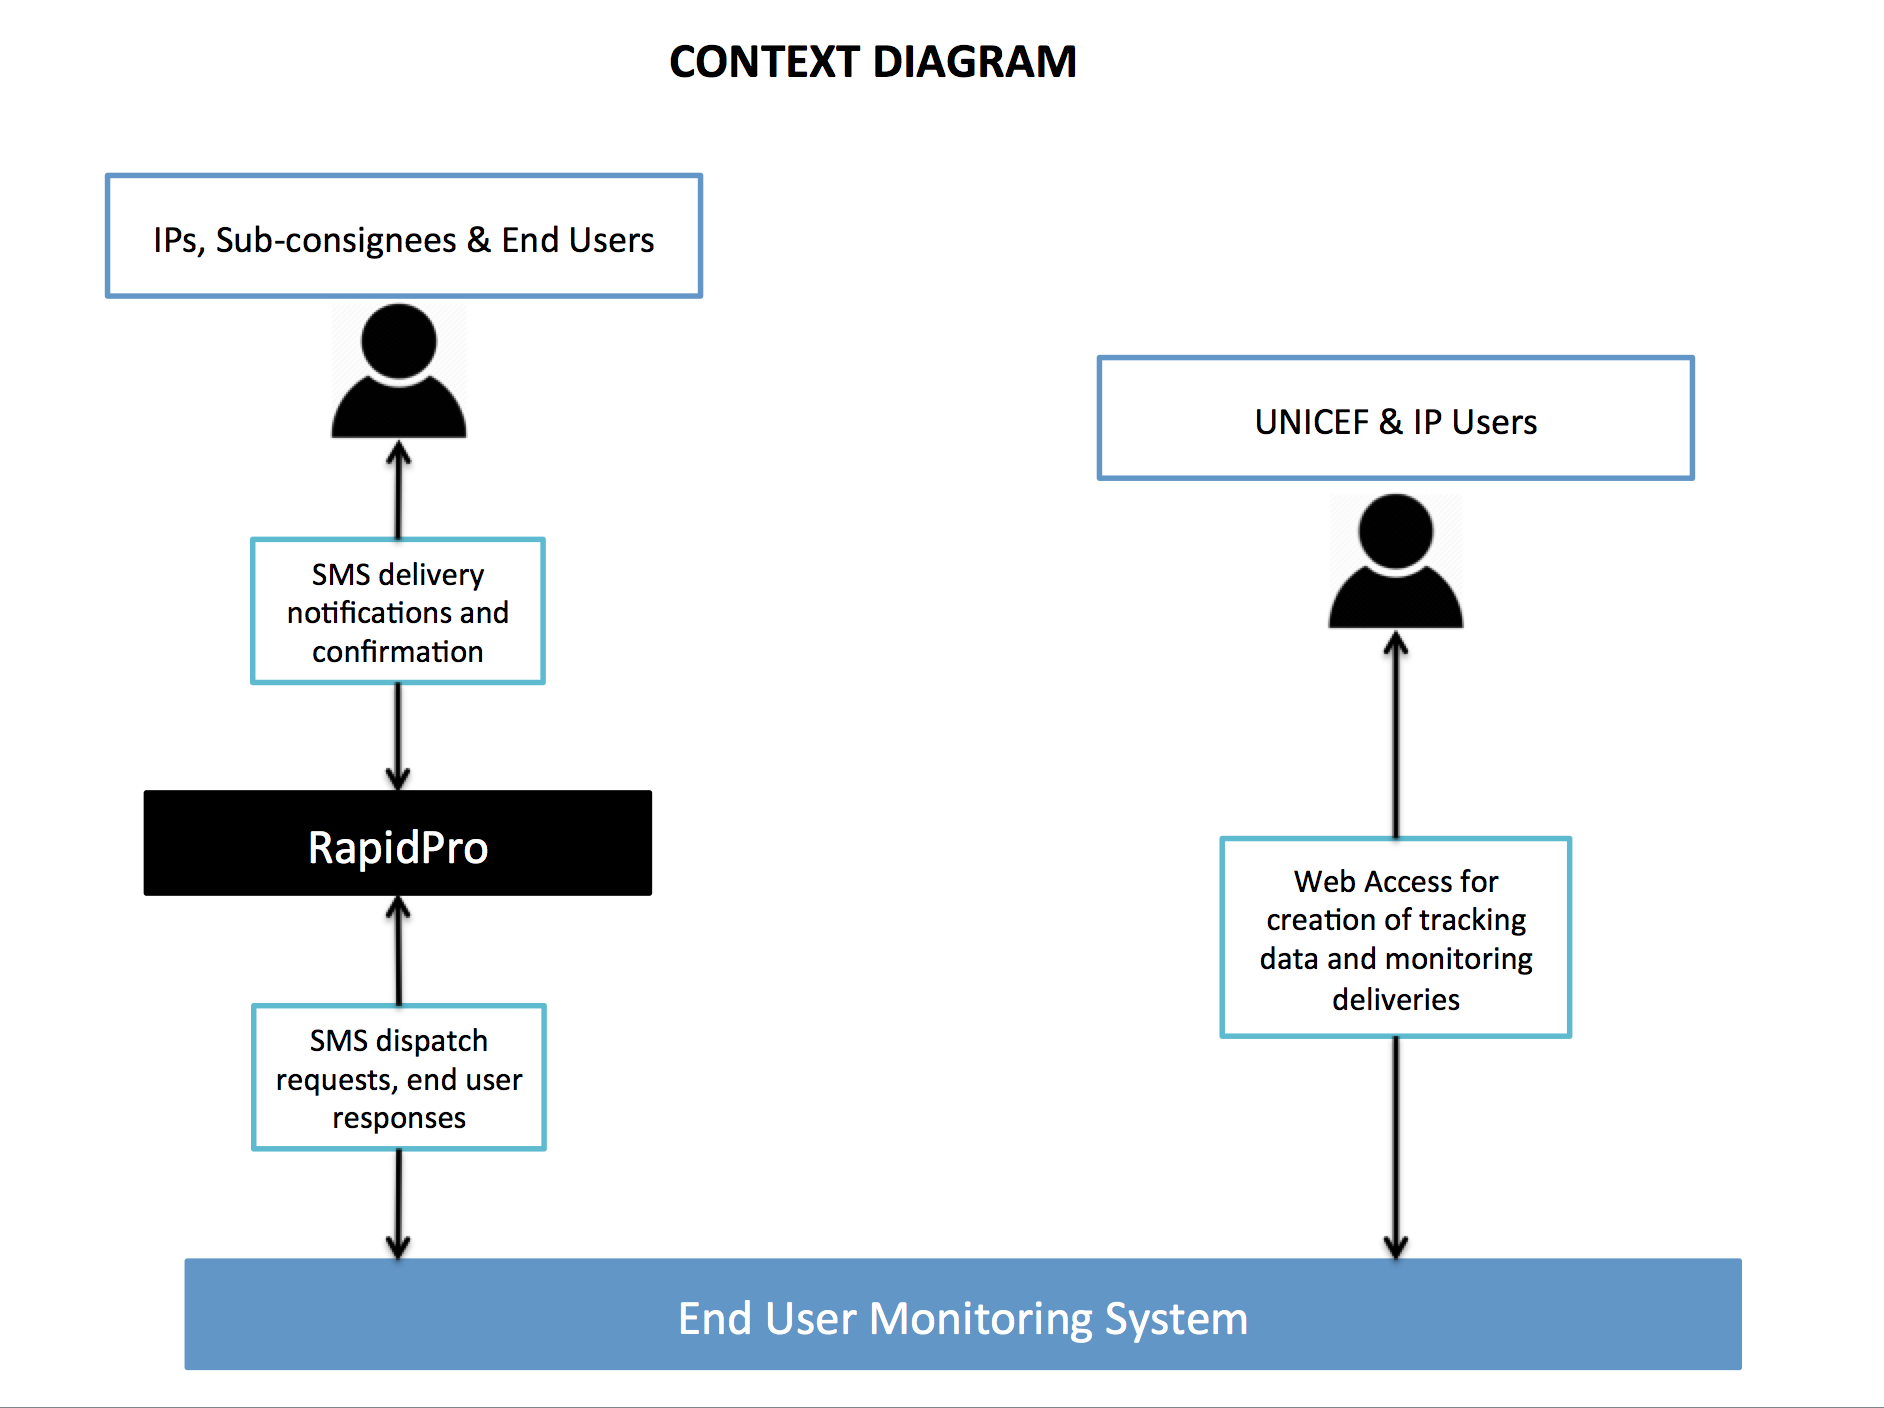 CONTEXT DIAGRAM
IPs, Sub-consignees & End Users
SMS delivery
notifications and
confirmation
RapidPro
SMS dispatch
requests, end user
responses
UNICEF & IP Users
Web Access for
creation of tracking
data and monitoring
deliveries
End User Monitoring System